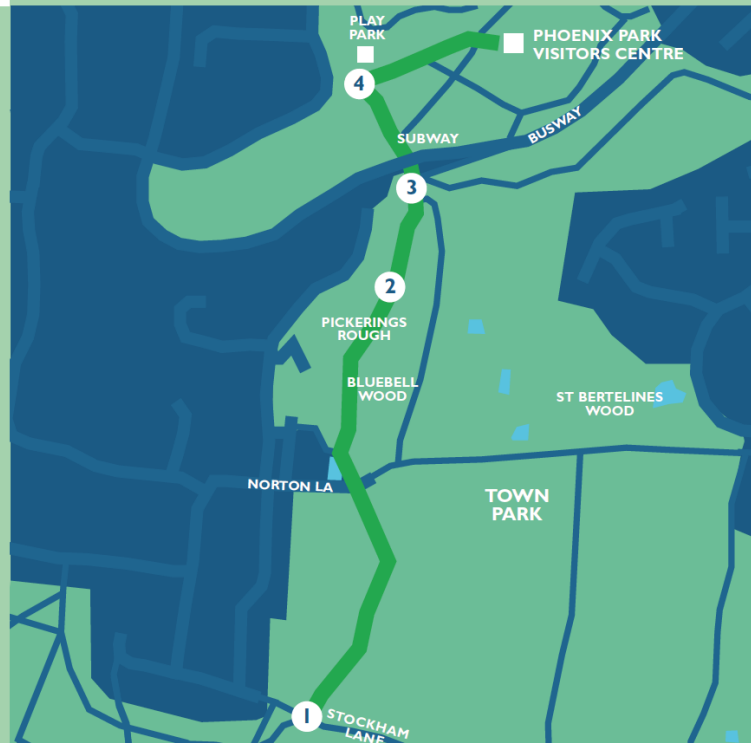 PLAY
PARK
PHOENIX PARK
VISITORS CENTRE
4
SUBWAY
BUSWAY
3
2
PICKERINGS
ROUGH
BLUEBELL
WOOD
ST BERTELINES
WOOD
NORTON LA
TOWN
PARK
1
STOCKHAM
LANE